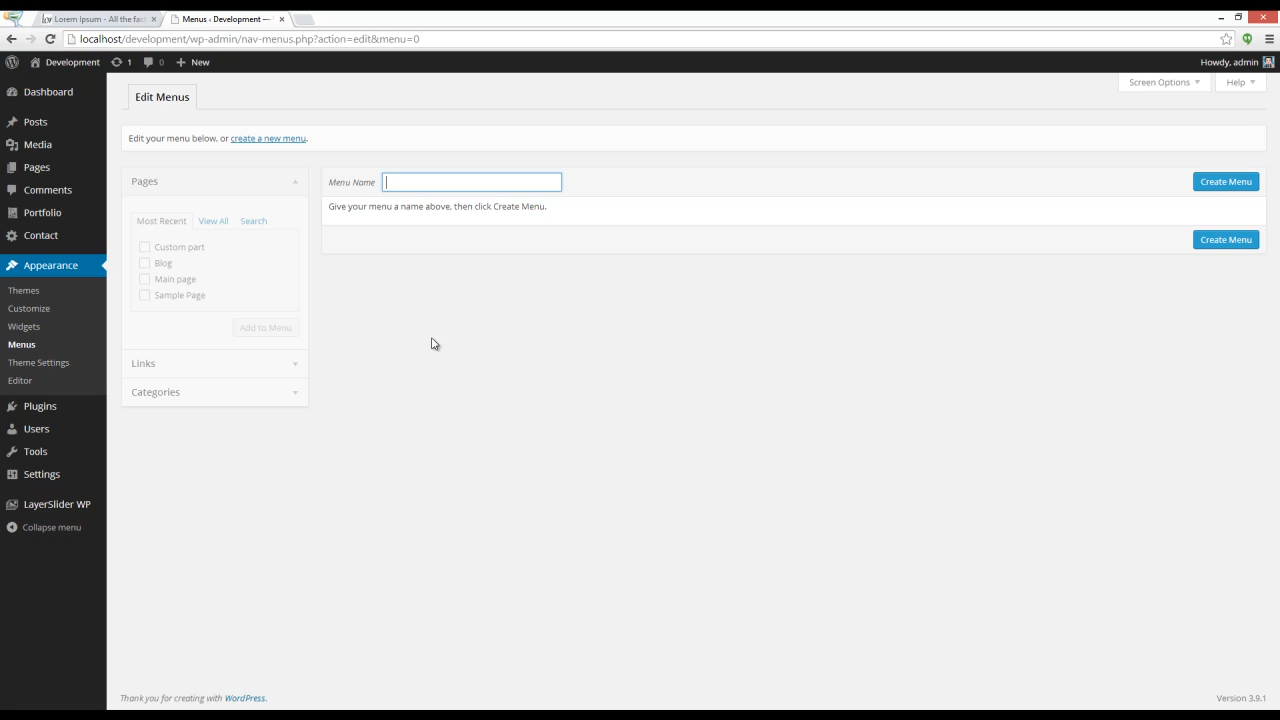 Lorem Ipsum - All the fac
Menus ‹ Development —
localhost/development/wp-admin/nav-menus.php?action=edit&menu=0
Development 1 0 New Howdy, admin
Screen Options Help
Dashboard
Posts
Media
Pages
Comments
Portfolio
Contact
Appearance
Themes
Customize
Widgets
Menus
Theme Settings
Editor
Plugins
Users
Tools
Settings
LayerSlider WP
Collapse menu
Edit Menus
Edit your menu below, or create a new menu.
Pages
Most Recent View All Search
Custom part
Blog
Main page
Sample Page
Add to Menu
Links
Categories
Menu Name Create Menu
Give your menu a name above, then click Create Menu.
Create Menu
Thank you for creating with WordPress. Version 3.9.1